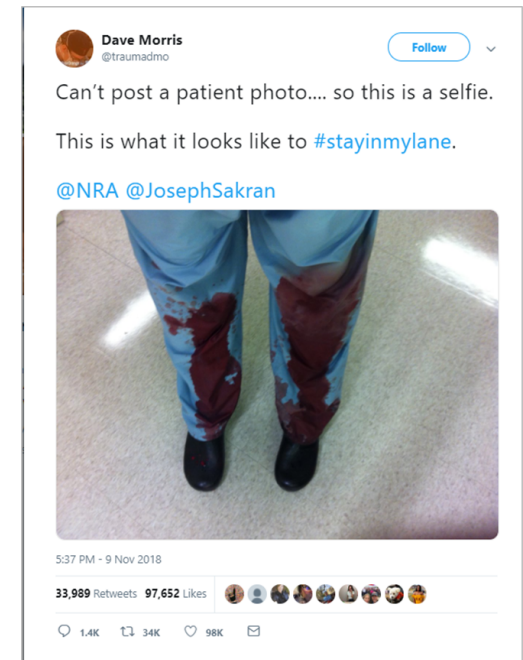 Dave Morris
@traumadmo
Follow
Can't post a patient photo.... so this is a selfie.
This is what it looks like to #stayinmylane.
@NRA @JosephSakran
5:37 PM - 9 Nov 2018
33,989 Retweets 97,652 Likes
1.4K 34K 98K